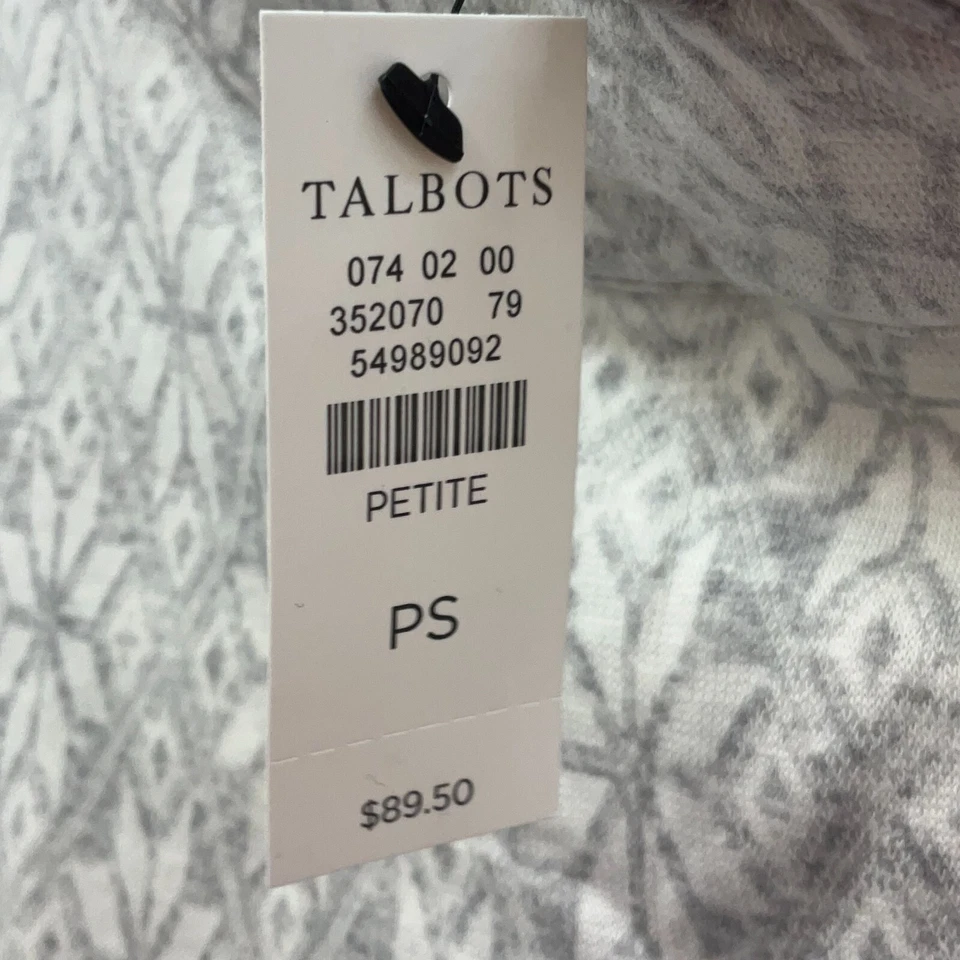 TALBOTS
074 02 00
352070 79
54989092
PETITE
PS
$89.50